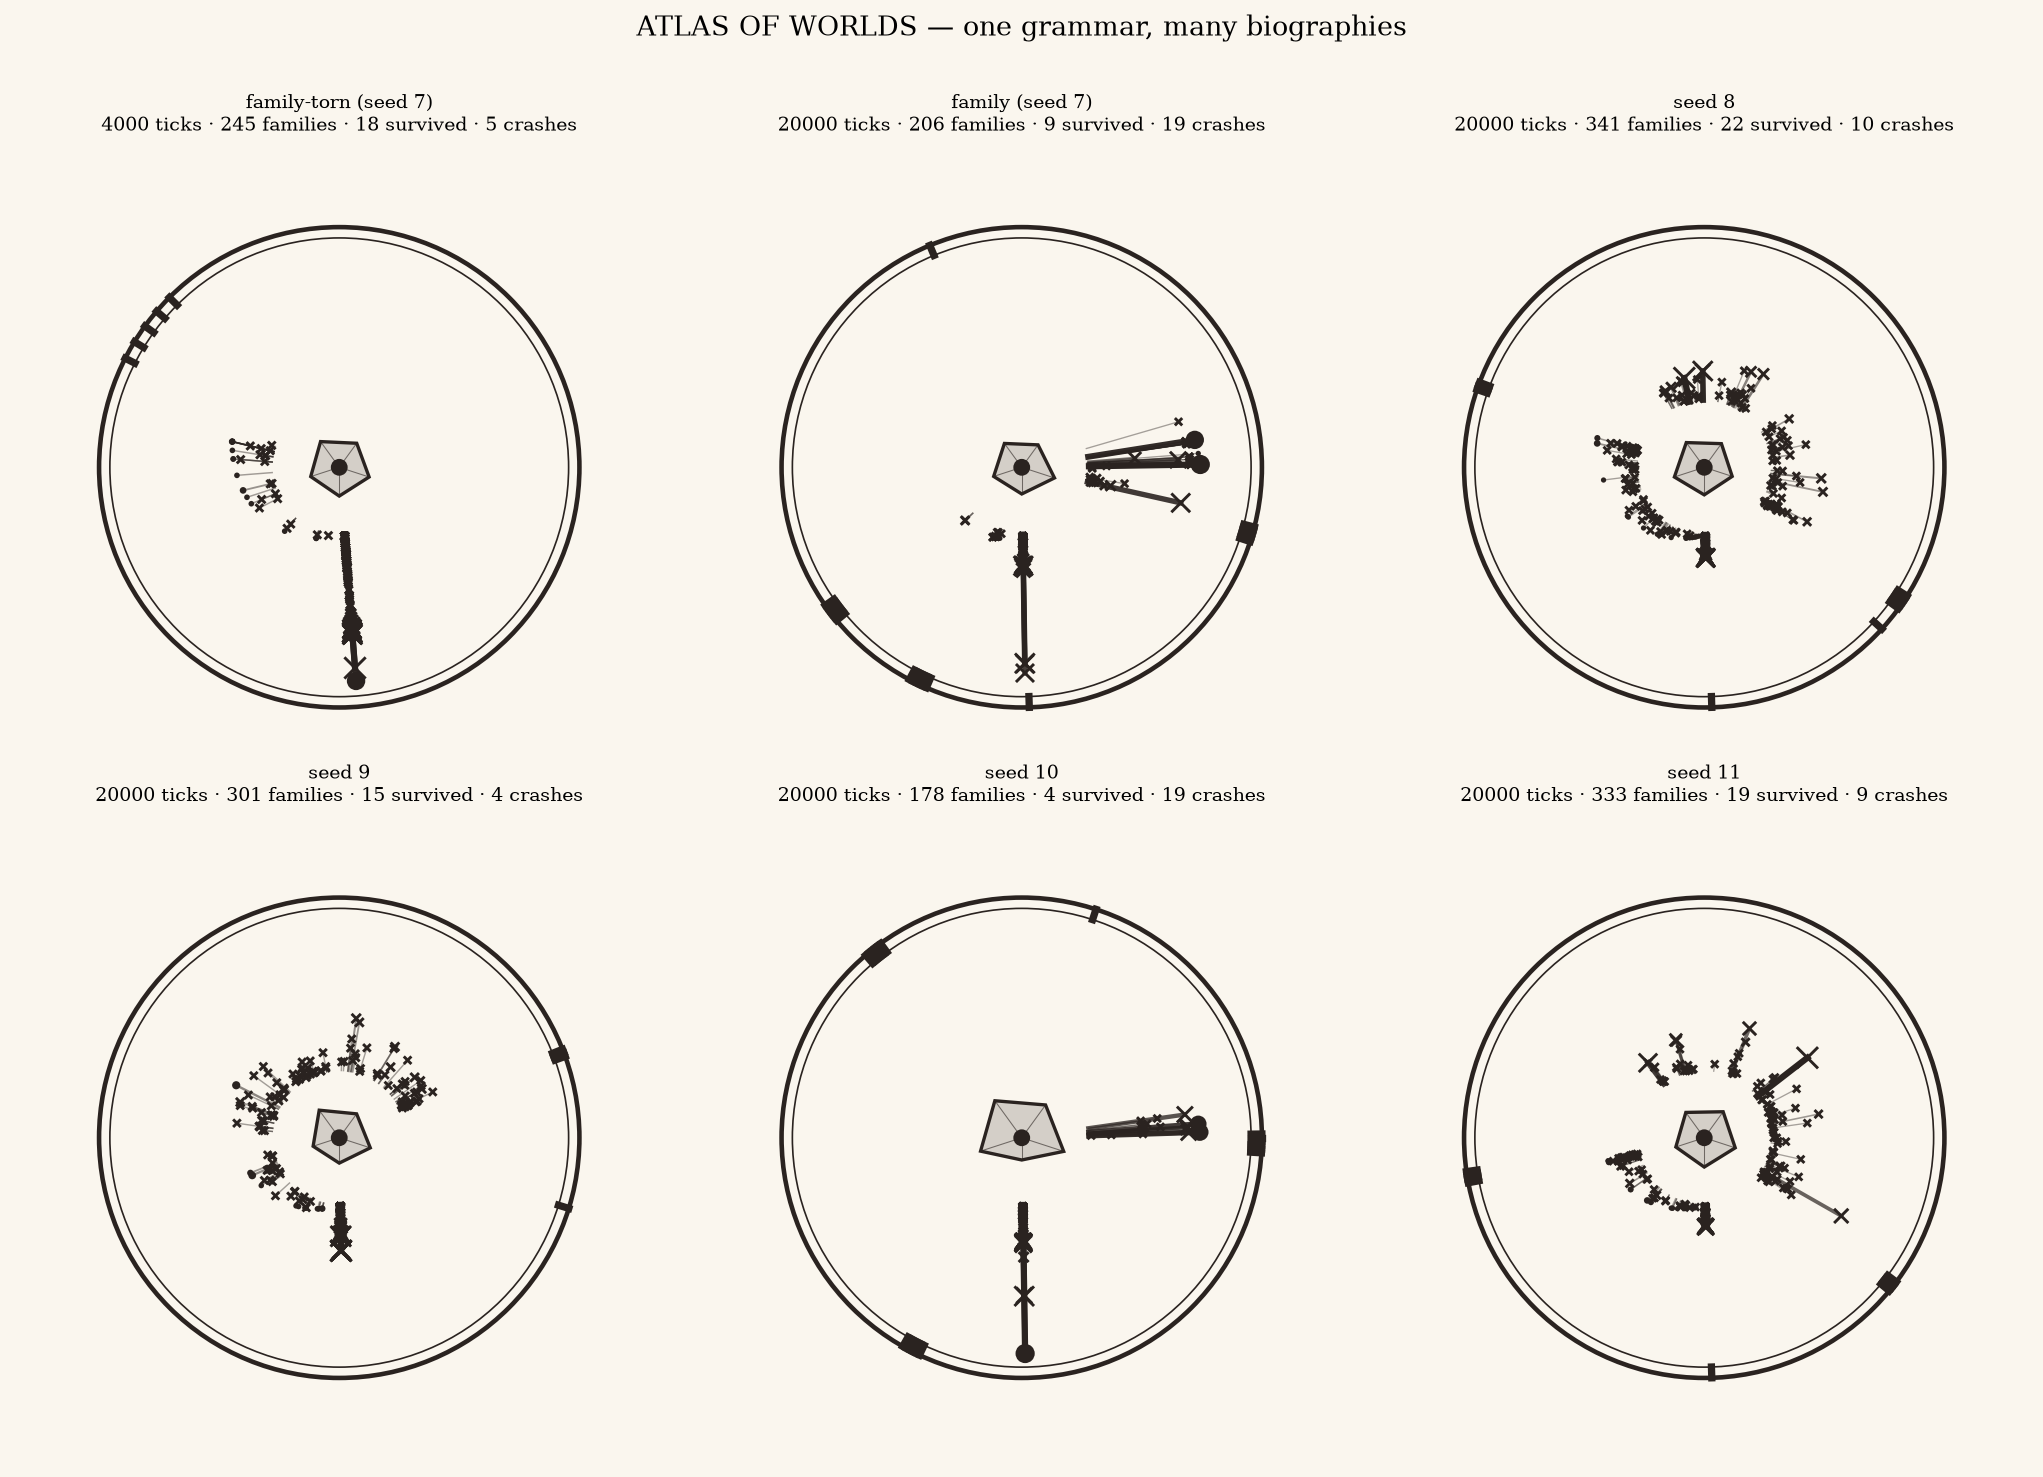 ATLAS OF WORLDS — one grammar, many biographies
family-torn (seed 7)
4000 ticks · 245 families · 18 survived · 5 crashes
family (seed 7)
20000 ticks · 206 families · 9 survived · 19 crashes
seed 8
20000 ticks · 341 families · 22 survived · 10 crashes
seed 9
20000 ticks · 301 families · 15 survived · 4 crashes
seed 10
20000 ticks · 178 families · 4 survived · 19 crashes
seed 11
20000 ticks · 333 families · 19 survived · 9 crashes